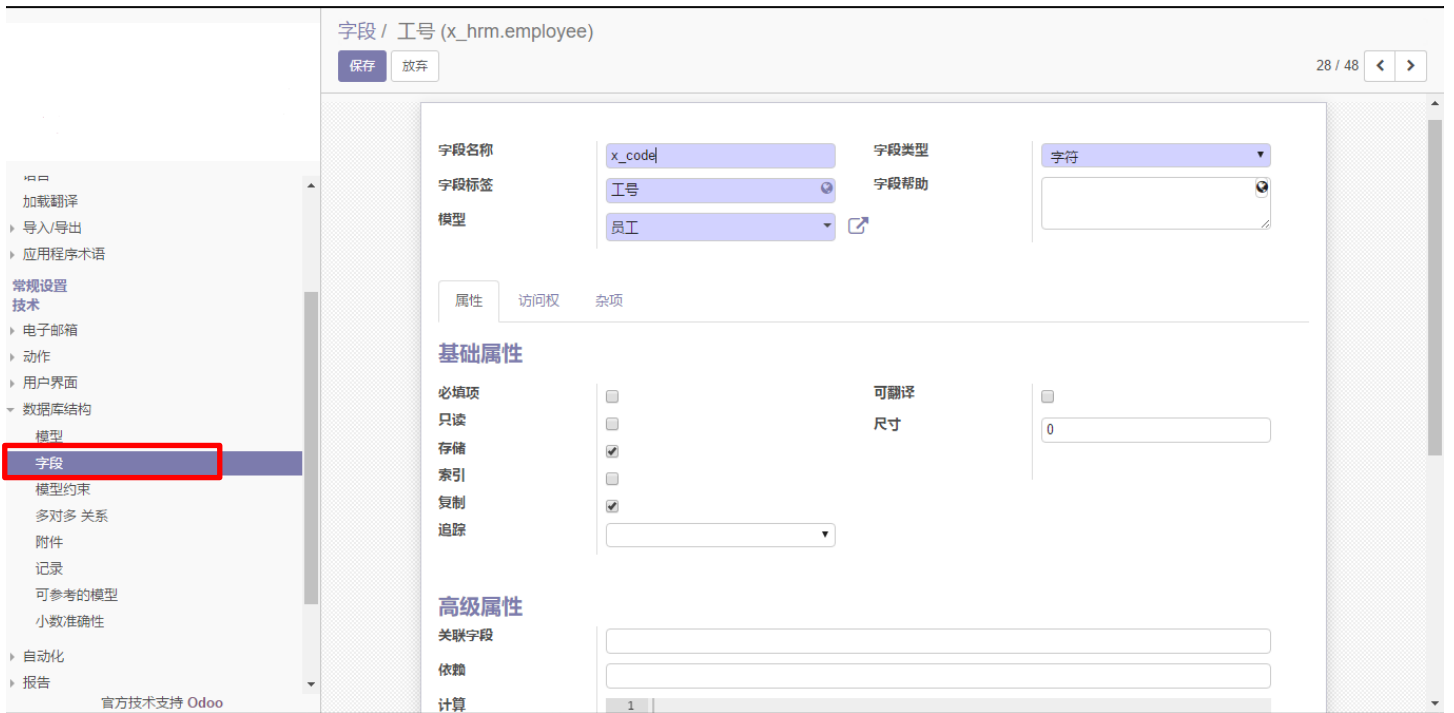 字段 / 工号 (x_hrm.employee)
保存 放弃
28 / 48
加载翻译
导入/导出
应用程序术语
常规设置
技术
电子邮箱
动作
用户界面
数据库结构
模型
字段
模型约束
多对多 关系
附件
记录
可参考的模型
小数准确性
自动化
报告
官方技术支持 Odoo
字段名称 x_code 字段类型 字符
字段标签 工号 字段帮助
模型 员工
属性 访问权 杂项
基础属性
必填项 可翻译
只读 尺寸 0
存储
索引
复制
追踪
高级属性
关联字段
依赖
计算 1